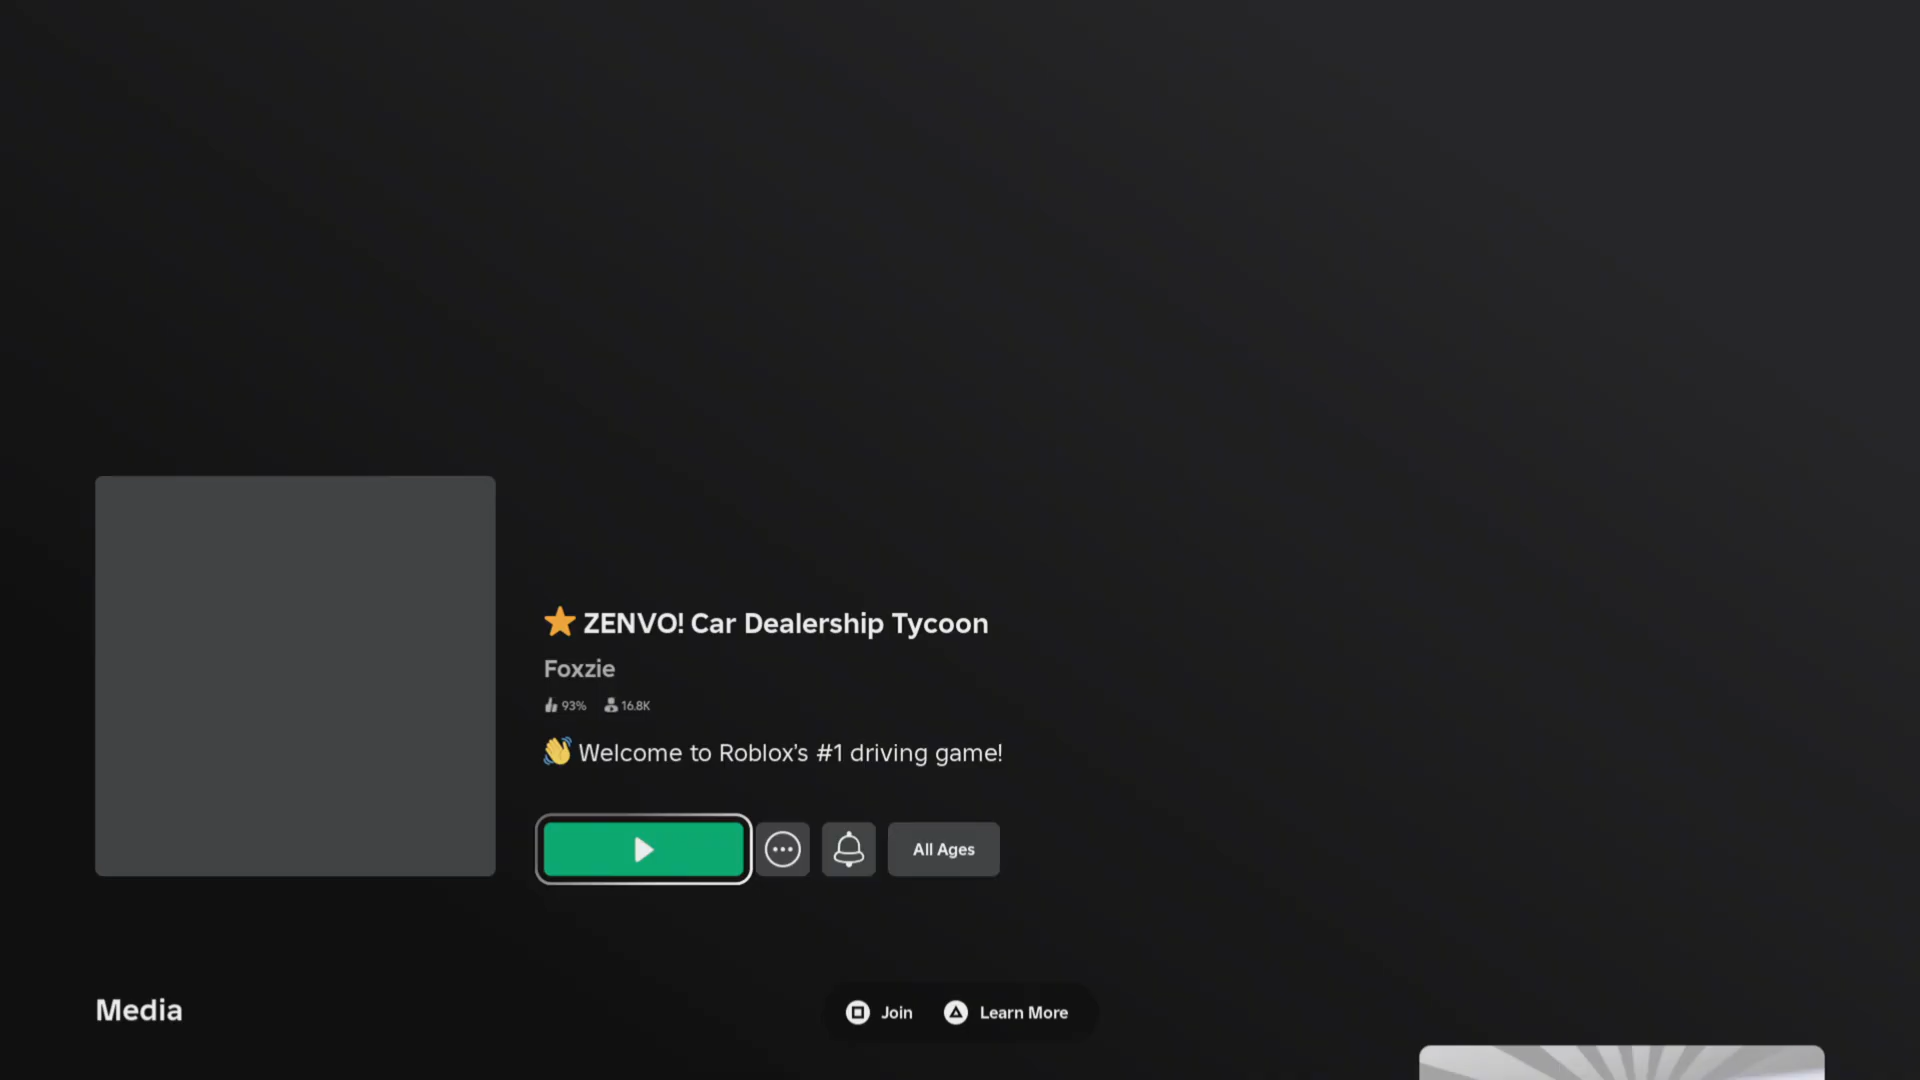 ⭐ ZENVO! Car Dealership Tycoon
Foxzie
93% 16.8K
👋 Welcome to Roblox’s #1 driving game!
All Ages
Media
Join Learn More